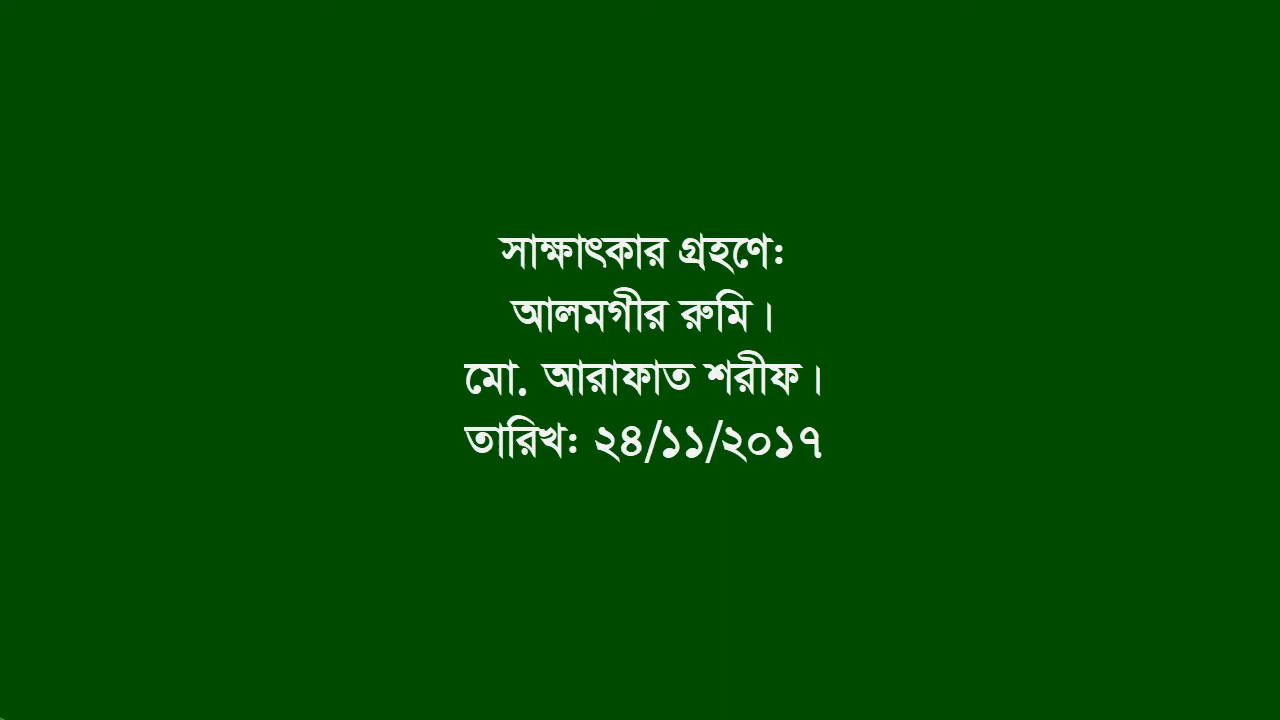 সাক্ষাৎকার গ্রহণে:
আলমগীর রুমি।
মো. আরাফাত শরীফ।
তারিখ: ২৪/১১/২০১৭